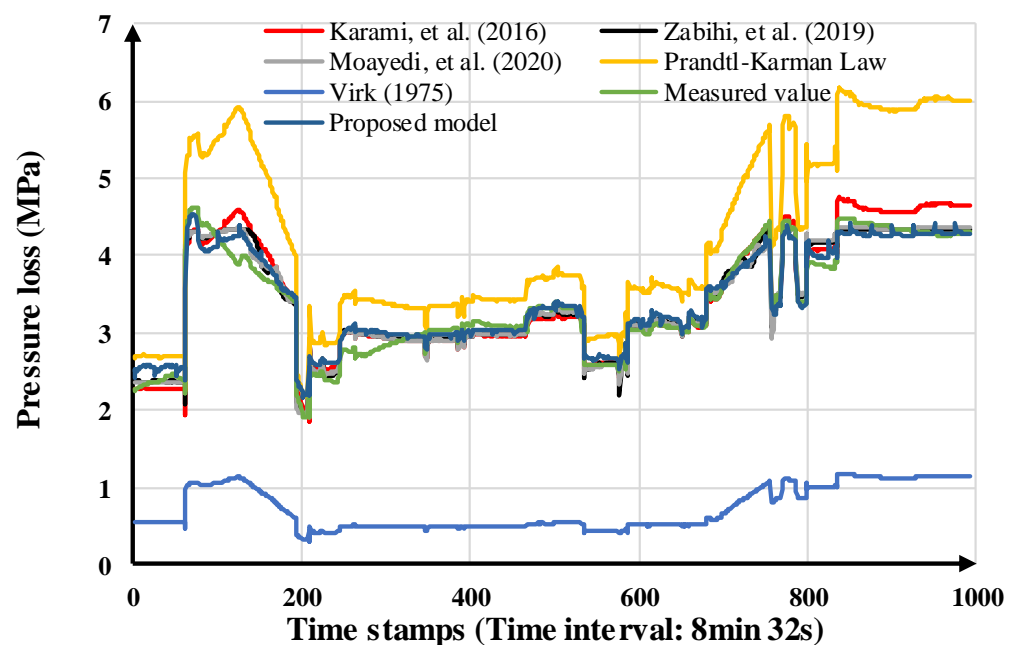 Karami, et al. (2016) Zabihi, et al. (2019)
Moayedi, et al. (2020) Prandtl-Karman Law
Virk (1975) Measured value
Proposed model
Pressure loss (MPa)
7
6
5
4
3
2
1
0
0 200 400 600 800 1000
Time stamps (Time interval: 8min 32s)